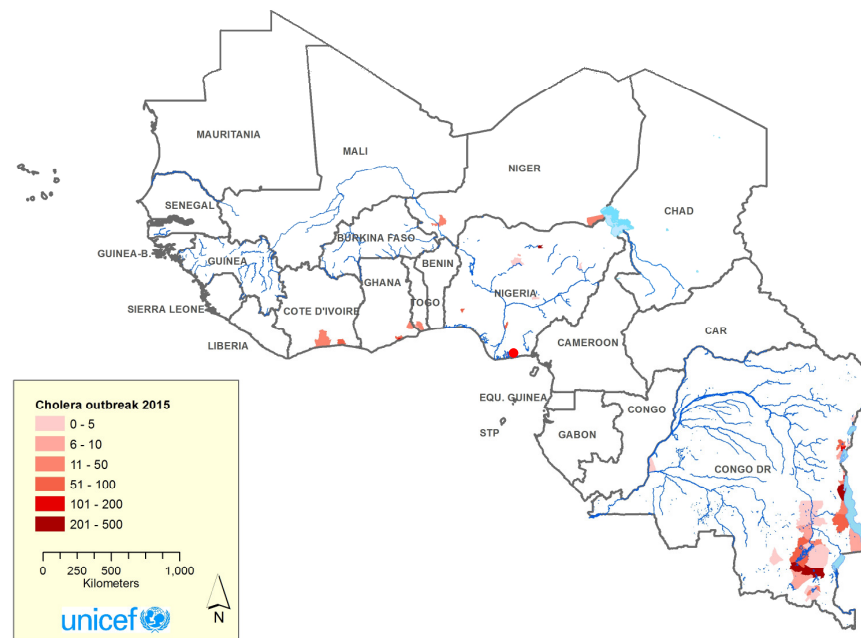 MAURITANIA
MALI
NIGER
CHAD
SENEGAL
GUINEA-B.
GUINEA
BURKINA FASO
BENIN
GHANA
TOGO
NIGERIA
SIERRA LEONE
COTE D'IVOIRE
LIBERIA
CAMEROON
CAR
EQU. GUINEA
CONGO
STP
GABON
CONGO DR
Cholera outbreak 2015
0 - 5
6 - 10
11 - 50
51 - 100
101 - 200
201 - 500
0 250 500 1,000
Kilometers
N
unicef